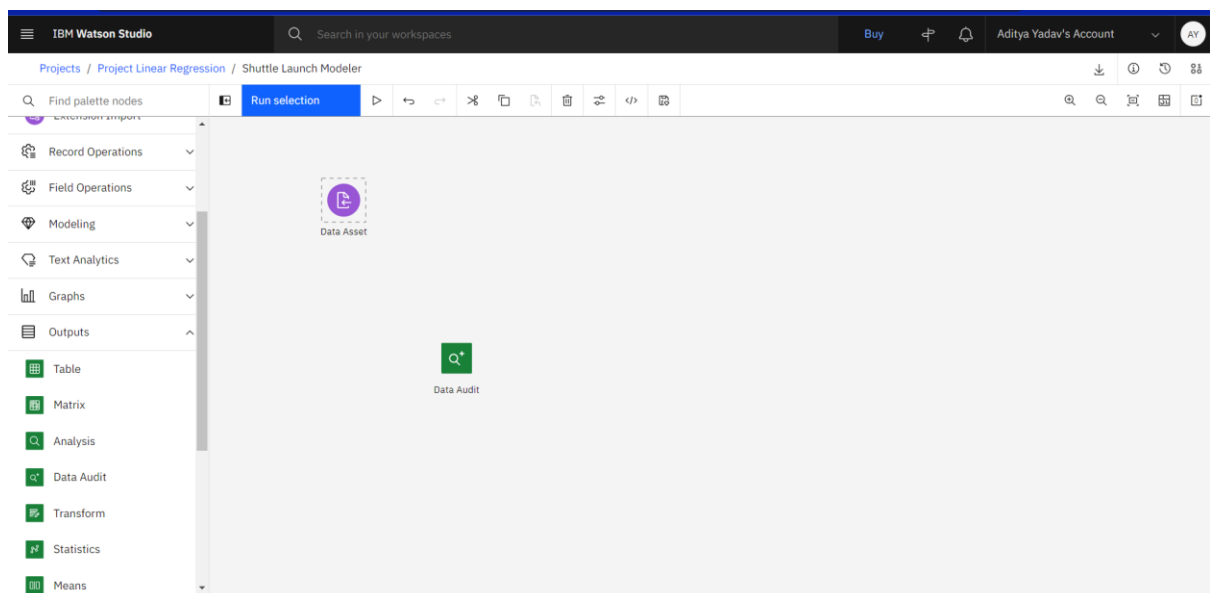 IBM Watson Studio
Search in your workspaces
Buy
Aditya Yadav's Account
AY
Projects / Project Linear Regression / Shuttle Launch Modeler
Find palette nodes
Run selection
Extension Import
Record Operations
Field Operations
Modeling
Text Analytics
Graphs
Outputs
Table
Matrix
Analysis
Data Audit
Transform
Statistics
Means
Data Asset
Data Audit